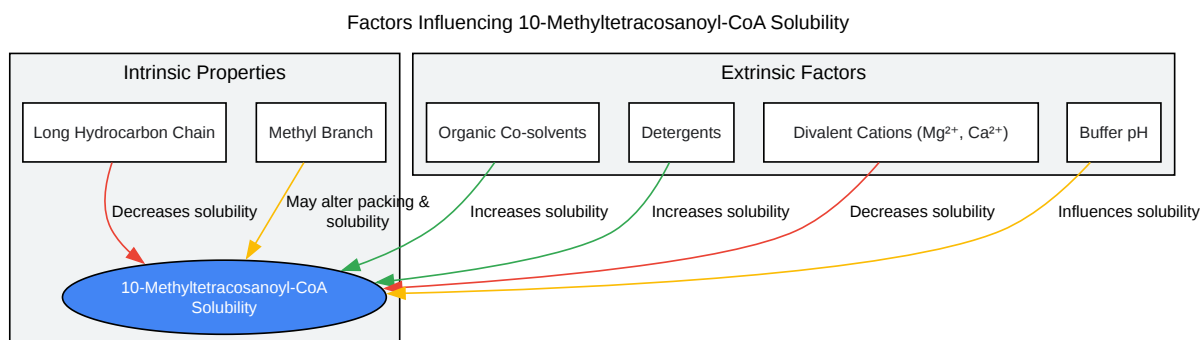 Factors Influencing 10-Methyltetracosanoyl-CoA Solubility
Intrinsic Properties
Extrinsic Factors
Long Hydrocarbon Chain
Methyl Branch
Organic Co-solvents
Detergents
Divalent Cations (Mg²⁺, Ca²⁺)
Buffer pH
Decreases solubility
May alter packing &
solubility
Increases solubility
Increases solubility
Decreases solubility
Influences solubility
10-Methyltetracosanoyl-CoA
Solubility